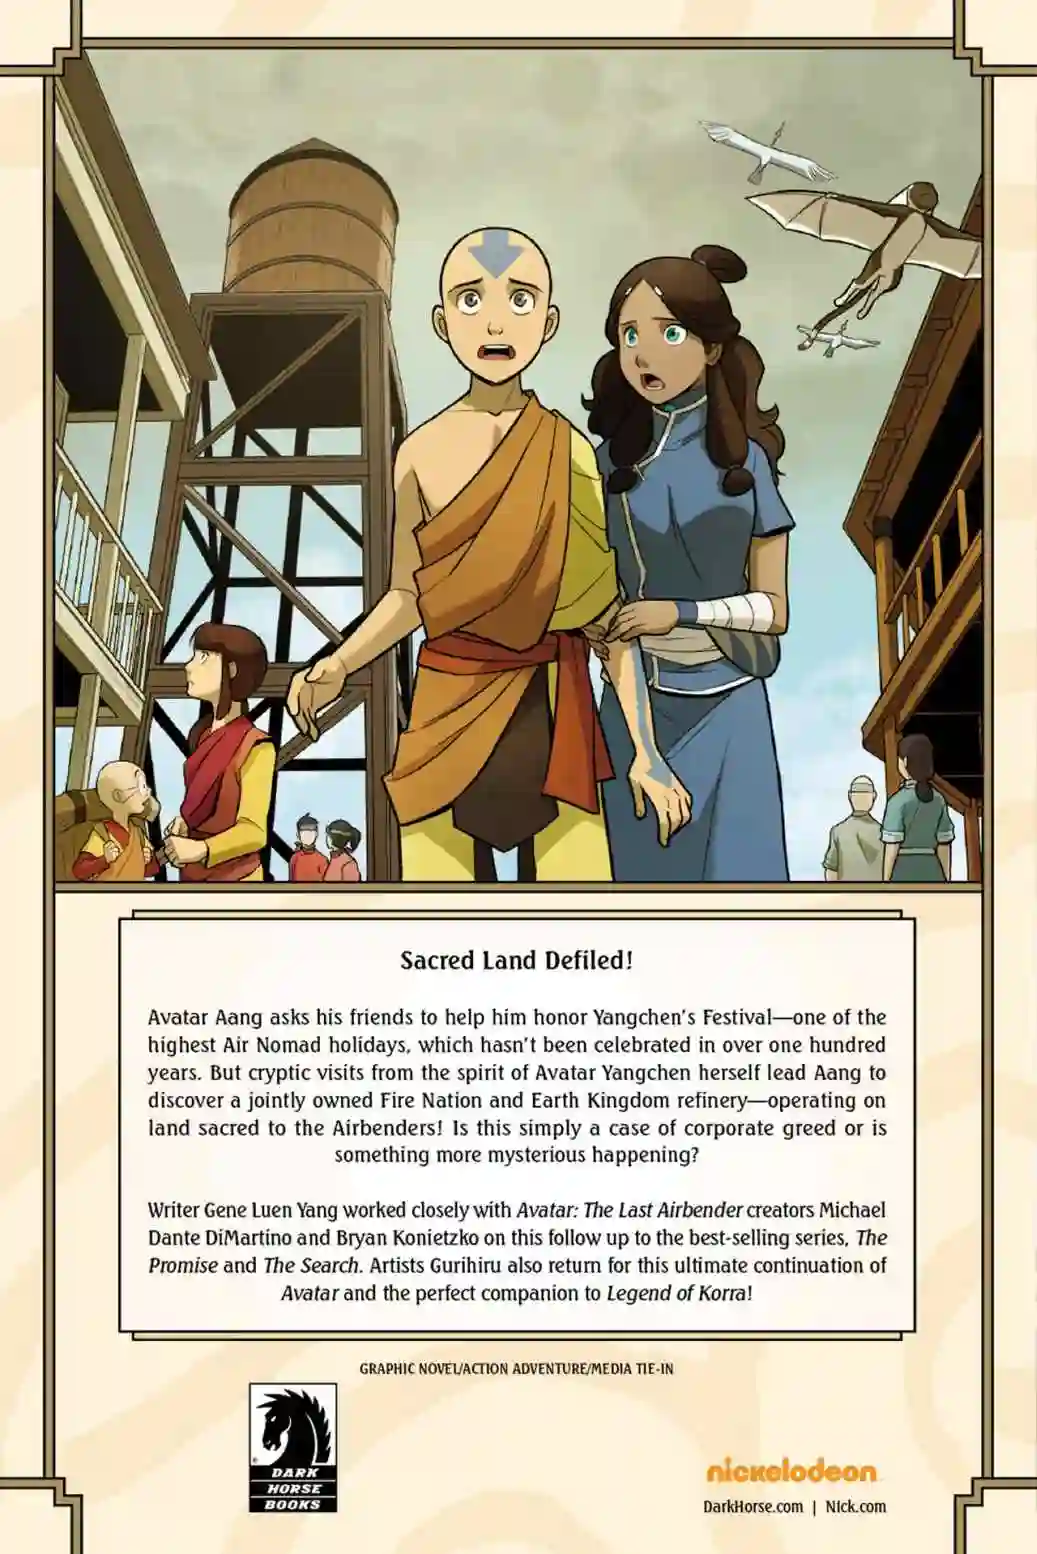 Sacred Land Defiled!
Avatar Aang asks his friends to help him honor Yangchen's Festival—one of the
highest Air Nomad holidays, which hasn't been celebrated in over one hundred
years. But cryptic visits from the spirit of Avatar Yangchen herself lead Aang to
discover a jointly owned Fire Nation and Earth Kingdom refinery—operating on
land sacred to the Airbenders! Is this simply a case of corporate greed or is
something more mysterious happening?
Writer Gene Luen Yang worked closely with Avatar: The Last Airbender creators Michael
Dante DiMartino and Bryan Konietzko on this follow up to the best-selling series, The
Promise and The Search. Artists Gurihiru also return for this ultimate continuation of
Avatar and the perfect companion to Legend of Korra!
GRAPHIC NOVEL/ACTION ADVENTURE/MEDIA TIE-IN
DARK
HORSE
BOOKS
nickelodeon
DarkHorse.com | Nick.com